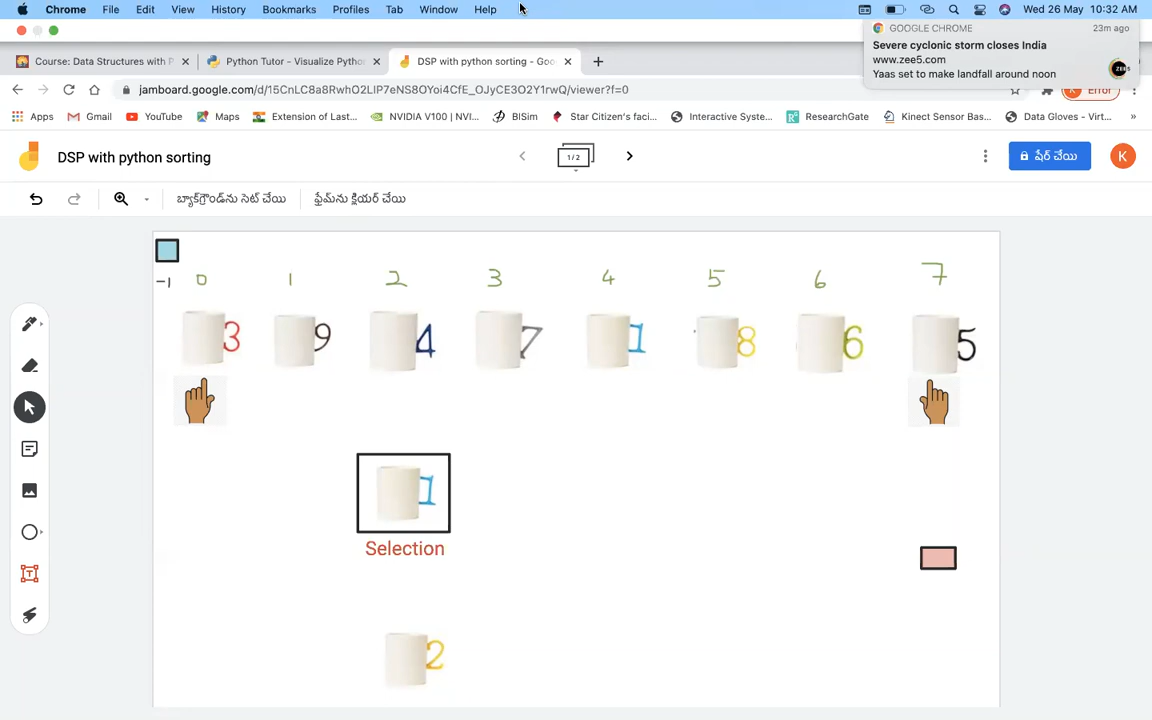 Chrome File Edit View History Bookmarks Profiles Tab Window Help Wed 26 May 10:32 AM
GOOGLE CHROME 23m ago
Severe cyclonic storm closes India
www.zee5.com
Yaas set to make landfall around noon
ZEE5
Course: Data Structures with P
Python Tutor - Visualize Pytho
DSP with python sorting - Goo
jamboard.google.com/d/15CnLC8a8RwhO2LIP7eNS8OYoi4CfE_OJyCE3O2Y1rwQ/viewer?f=0
Error
Apps Gmail YouTube Maps Extension of Last... NVIDIA V100 | NVI... BISim Star Citizen's faci... Interactive Syste... ResearchGate Kinect Sensor Bas... Data Gloves - Virt... »
DSP with python sorting
1/2
షేర్ చేయి
K
బ్యాక్‌గ్రౌండ్‌ను సెట్ చేయి ఫ్రేమ్‌ను క్లియర్ చేయి
-1 0 1 2 3 4 5 6 7
3 9 4 7 1 8 6 5
1
Selection
2